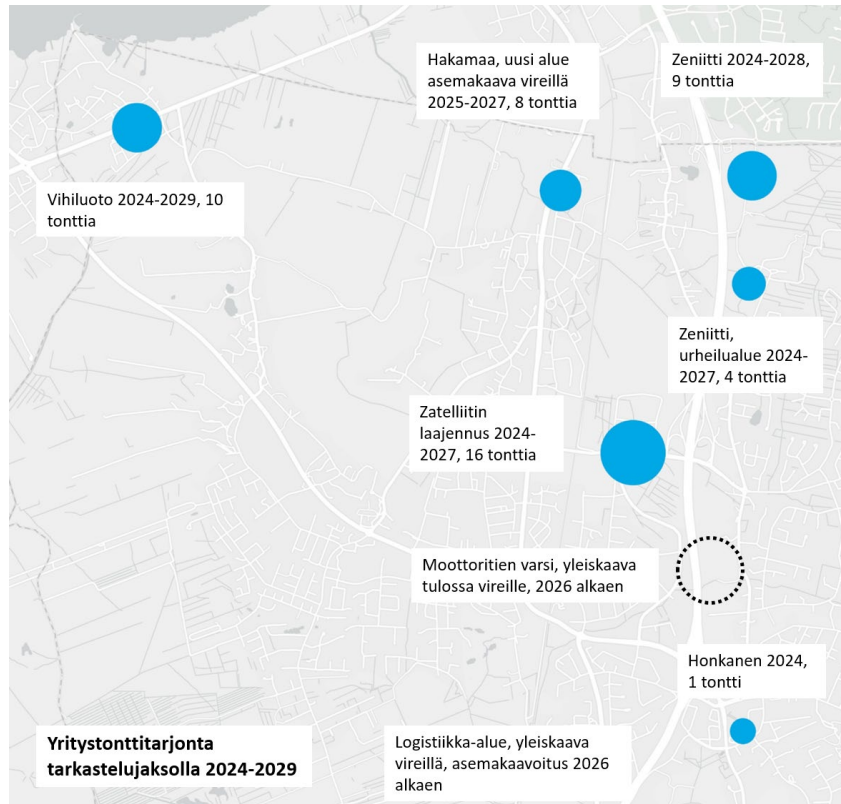 Hakamaa, uusi alue
asemakaava vireillä
2025-2027, 8 tonttia
Zeniitti 2024-2028,
9 tonttia
Vihiluoto 2024-2029, 10
tonttia
Zeniitti,
urheilualue 2024-
2027, 4 tonttia
Zatelliitin
laajennus 2024-
2027, 16 tonttia
Moottoritien varsi, yleiskaava
tulossa vireille, 2026 alkaen
Honkanen 2024,
1 tontti
Yritystonttitarjonta
tarkastelujaksolla 2024-2029
Logistiikka-alue, yleiskaava
vireillä, asemakaavoitus 2026
alkaen